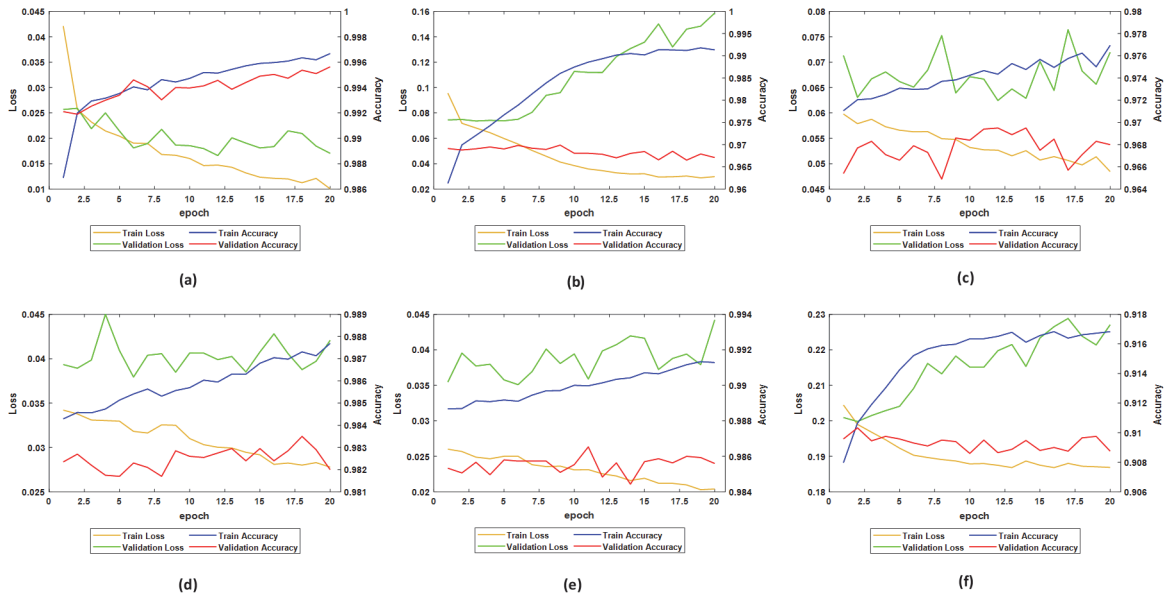 0.045 1 0.16 1 0.08 0.98
0.04 0.998 0.14 0.995 0.075 0.978
0.035 0.996 0.12 0.99 0.07 0.976
0.03 0.994 0.1 0.985 0.065 0.974
0.025 0.992 0.08 0.98 0.06 0.972
0.02 0.99 0.06 0.975 0.055 0.97
0.015 0.988 0.04 0.97 0.05 0.968
0.01 0.986 0.02 0.965 0.045 0.966
0.96 0.964
Loss Accuracy Loss Accuracy Loss Accuracy
0 2.5 5 7.5 10 12.5 15 17.5 20 0 2.5 5 7.5 10 12.5 15 17.5 20 0 2.5 5 7.5 10 12.5 15 17.5 20
epoch epoch epoch
Train Loss Train Accuracy Train Loss Train Accuracy Train Loss Train Accuracy
Validation Loss Validation Accuracy Validation Loss Validation Accuracy Validation Loss Validation Accuracy
(a) (b) (c)
0.045 0.989 0.045 0.994 0.23 0.918
0.04 0.988 0.04 0.992 0.22 0.916
0.035 0.987 0.035 0.99 0.21 0.914
0.03 0.986 0.03 0.988 0.2 0.912
0.025 0.985 0.025 0.986 0.19 0.91
0.984 0.02 0.984 0.18 0.908
0.983 0.906
0.982
0.981
Loss Accuracy Loss Accuracy Loss Accuracy
0 2.5 5 7.5 10 12.5 15 17.5 20 0 2.5 5 7.5 10 12.5 15 17.5 20 0 2.5 5 7.5 10 12.5 15 17.5 20
epoch epoch epoch
Train Loss Train Accuracy Train Loss Train Accuracy Train Loss Train Accuracy
Validation Loss Validation Accuracy Validation Loss Validation Accuracy Validation Loss Validation Accuracy
(d) (e) (f)